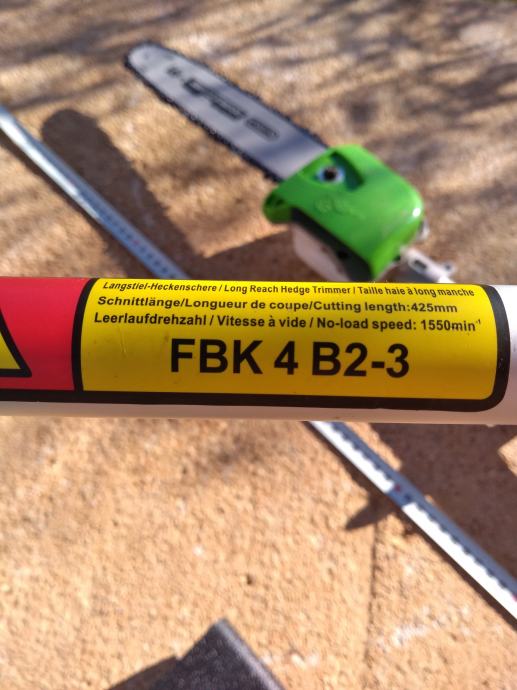 Langstiel-Heckenschere / Long Reach Hedge Trimmer / Taille haie à long manche
Schnittlänge/Longueur de coupe/Cutting length:425mm
Leerlaufdrehzahl / Vitesse à vide / No-load speed: 1550min⁻¹
FBK 4 B2-3